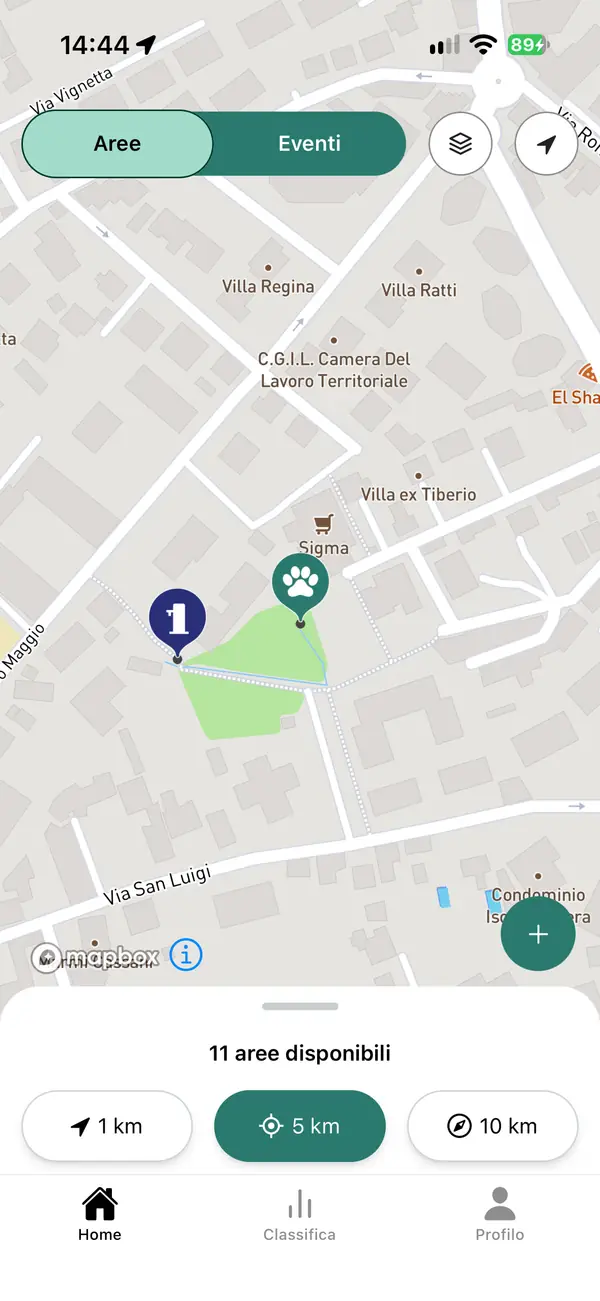 14:44
89
Via Vignetta
Aree
Eventi
Villa Regina
Villa Ratti
C.G.I.L. Camera Del
Lavoro Territoriale
El Sha
Villa ex Tiberio
Sigma
Maggio
Via San Luigi
Condominio
mapbox
11 aree disponibili
1 km
5 km
10 km
Home
Classifica
Profilo